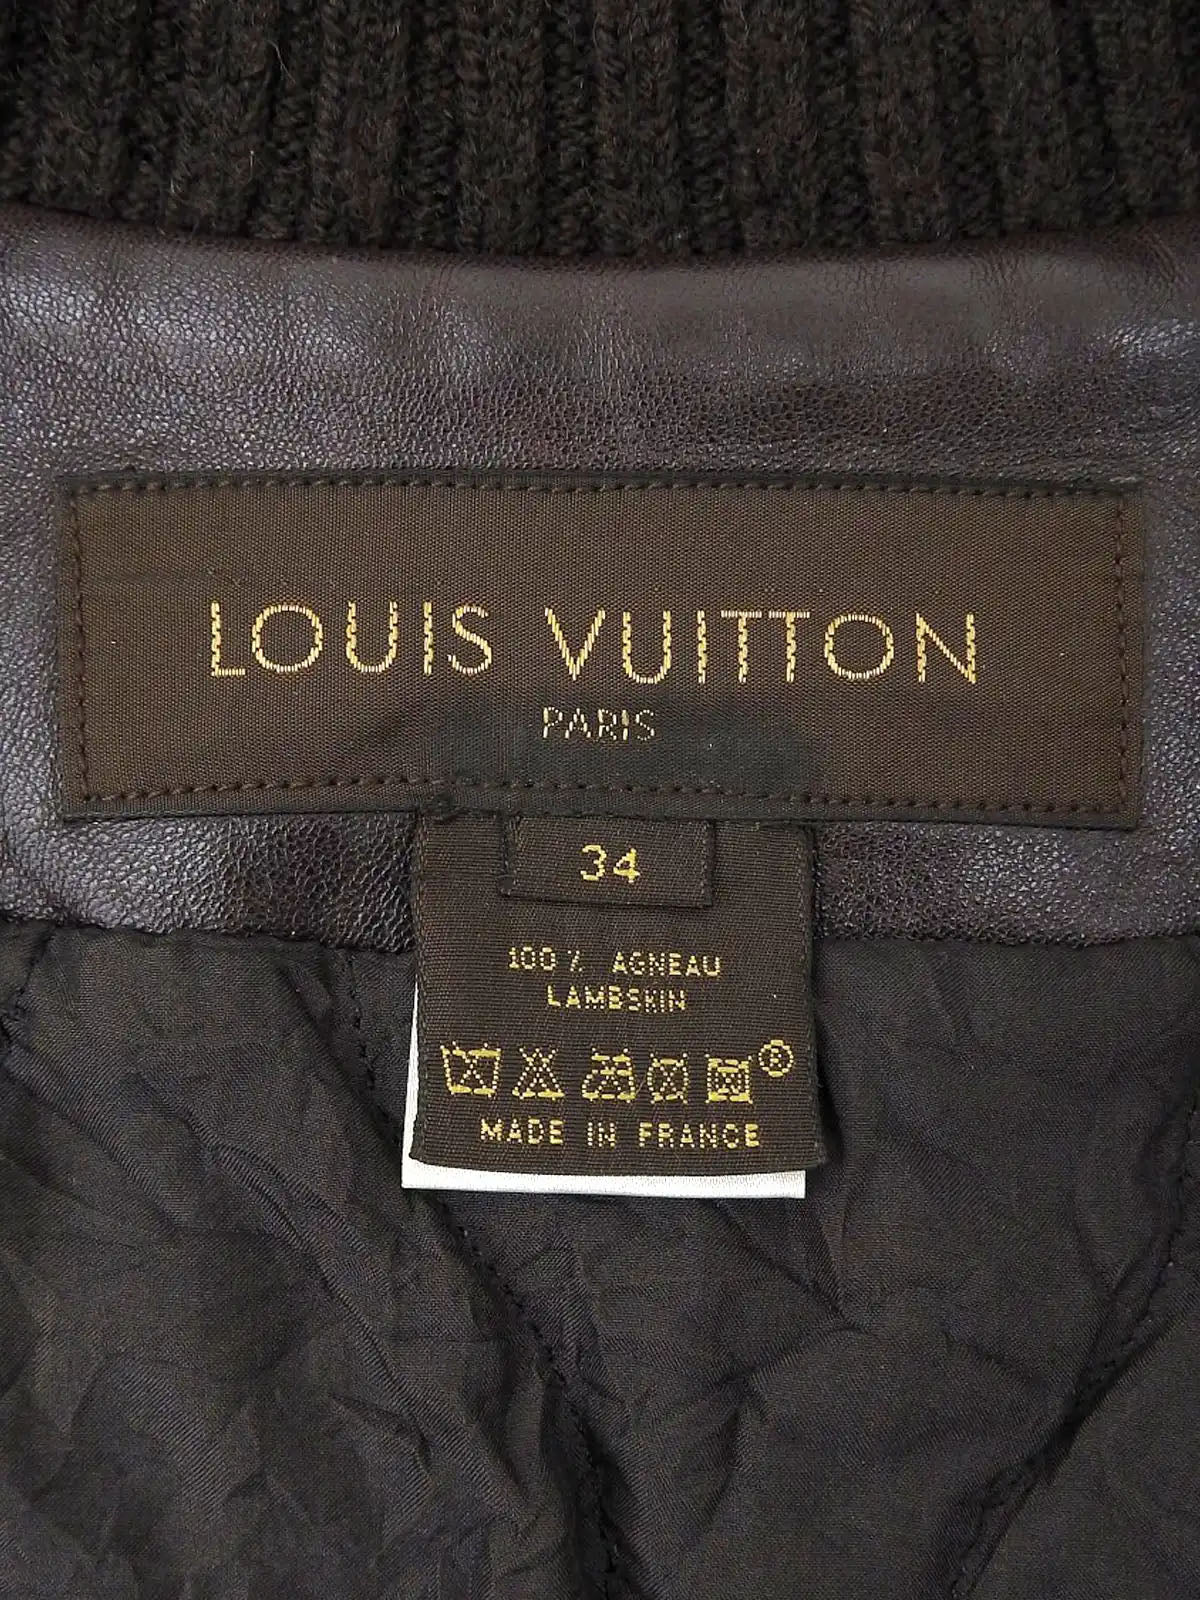 LOUIS VUITTON
PARIS
34
100 % AGNEAU
LAMBSKIN
®
MADE IN FRANCE